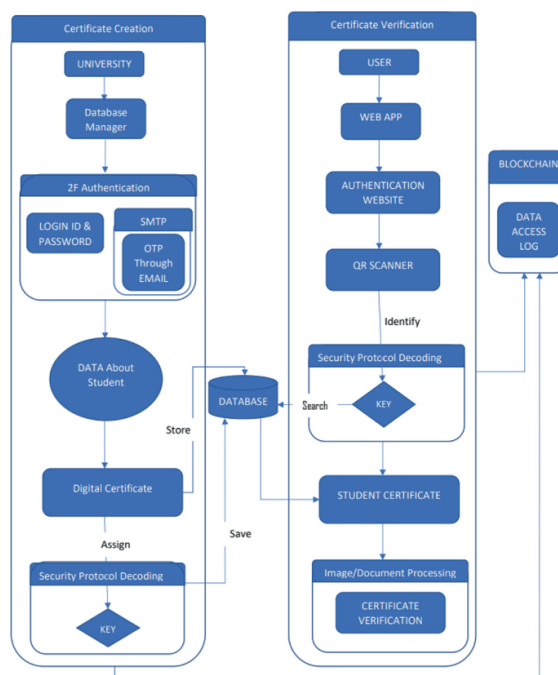 Certificate Creation
UNIVERSITY
Database
Manager
2F Authentication
LOGIN ID &
PASSWORD
SMTP
OTP
Through
EMAIL
DATA About
Student
Store
Digital Certificate
Assign
Save
Security Protocol Decoding
KEY
DATABASE
Search
Certificate Verification
USER
WEB APP
AUTHENTICATION
WEBSITE
QR SCANNER
Identify
Security Protocol Decoding
KEY
STUDENT CERTIFICATE
Image/Document Processing
CERTIFICATE
VERIFICATION
BLOCKCHAIN
DATA
ACCESS
LOG